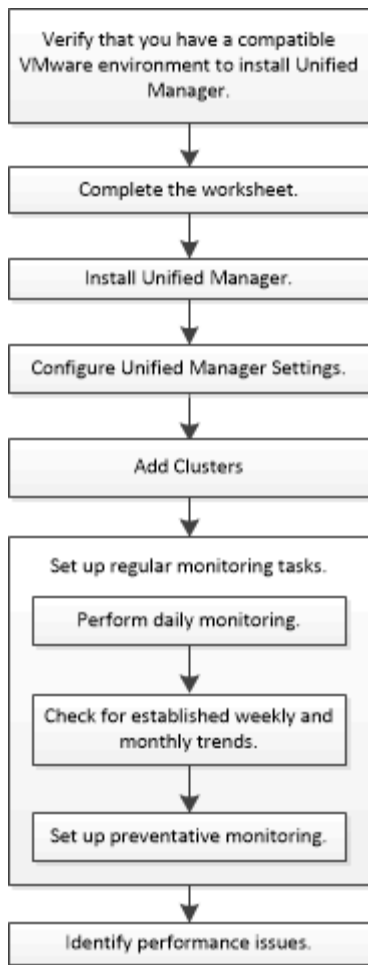 Verify that you have a compatible
VMware environment to install Unified
Manager.
Complete the worksheet.
Install Unified Manager.
Configure Unified Manager Settings.
Add Clusters
Set up regular monitoring tasks.
Perform daily monitoring.
Check for established weekly and
monthly trends.
Set up preventative monitoring.
Identify performance issues.